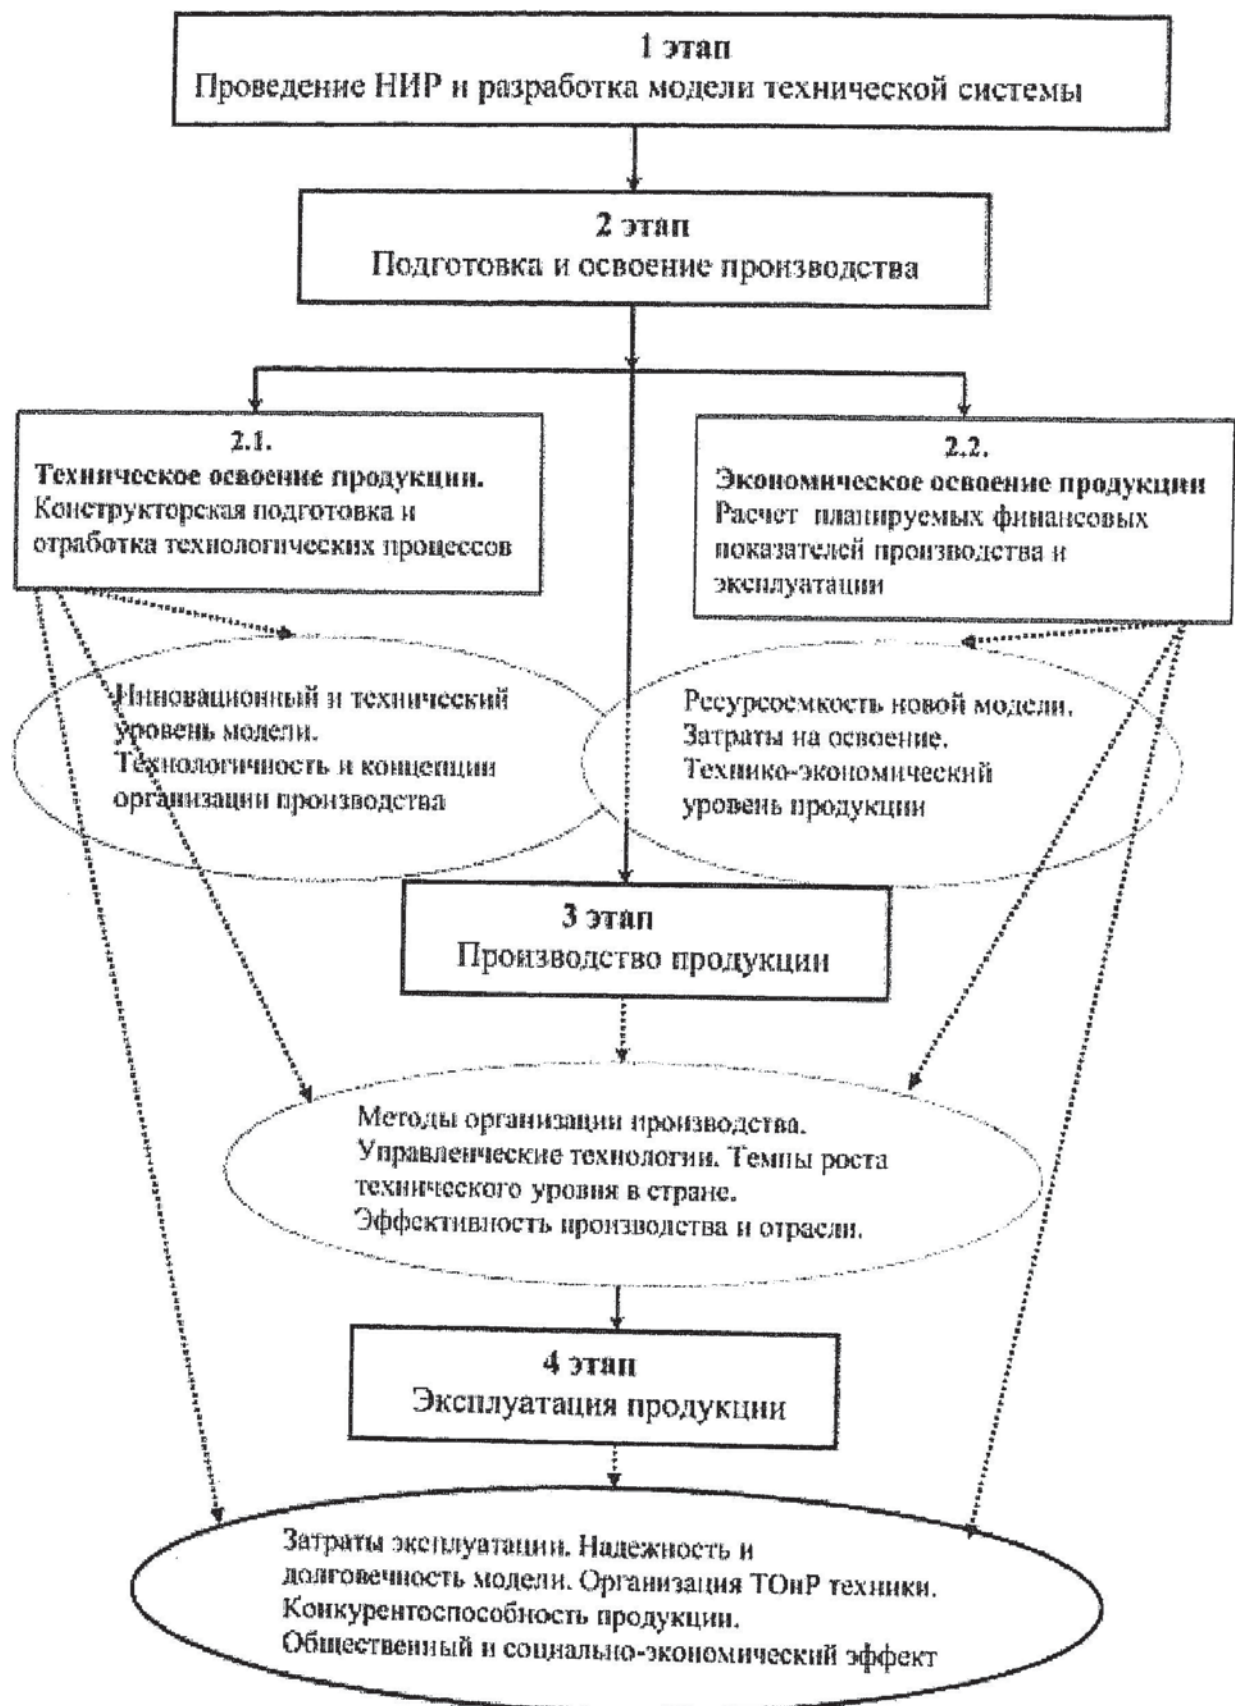 1 этап
Проведение НИР и разработка модели технической системы
2 этап
Подготовка и освоение производства
2.1.
Техническое освоение продукции.
Конструкторская подготовка и
отработка технологических процессов
2.2.
Экономическое освоение продукции
Расчет планируемых финансовых
показателей производства и
эксплуатации
Инновационный и технический
уровень модели.
Технологичность и концепции
организации производства
Ресурсоемкость новой модели.
Затраты на освоение.
Технико-экономический
уровень продукции
3 этап
Производство продукции
Методы организации производства.
Управленческие технологии. Темпы роста
технического уровня в стране.
Эффективность производства и отрасли.
4 этап
Эксплуатация продукции
Затраты эксплуатации. Надежность и
долговечность модели. Организация ТОиР техники.
Конкурентоспособность продукции.
Общественный и социально-экономический эффект